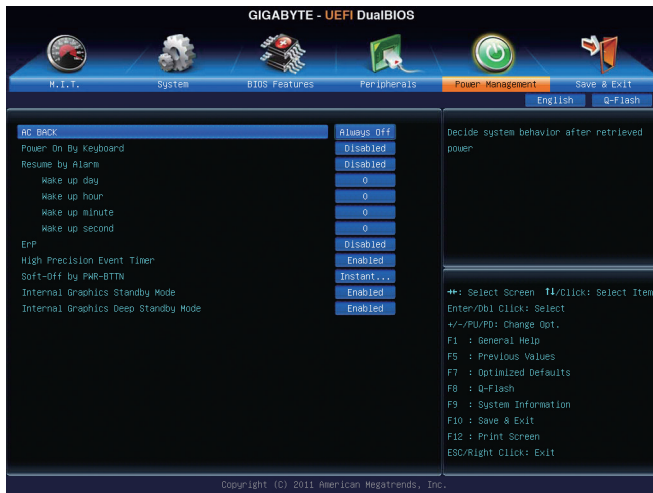 GIGABYTE - UEFI DualBIOS
M.I.T. System BIOS Features Peripherals Power Management Save & Exit
English Q-Flash
AC BACK Always Off
Power On By Keyboard Disabled
Resume by Alarm Disabled
Wake up day 0
Wake up hour 0
Wake up minute 0
Wake up second 0
ErP Disabled
High Precision Event Timer Enabled
Soft-Off by PWR-BTTN Instant...
Internal Graphics Standby Mode Enabled
Internal Graphics Deep Standby Mode Enabled
Decide system behavior after retrieved
power
→←: Select Screen ↑↓/Click: Select Item
Enter/Dbl Click: Select
+/-/PU/PD: Change Opt.
F1 : General Help
F5 : Previous Values
F7 : Optimized Defaults
F8 : Q-Flash
F9 : System Information
F10 : Save & Exit
F12 : Print Screen
ESC/Right Click: Exit
Copyright (C) 2011 American Megatrends, Inc.